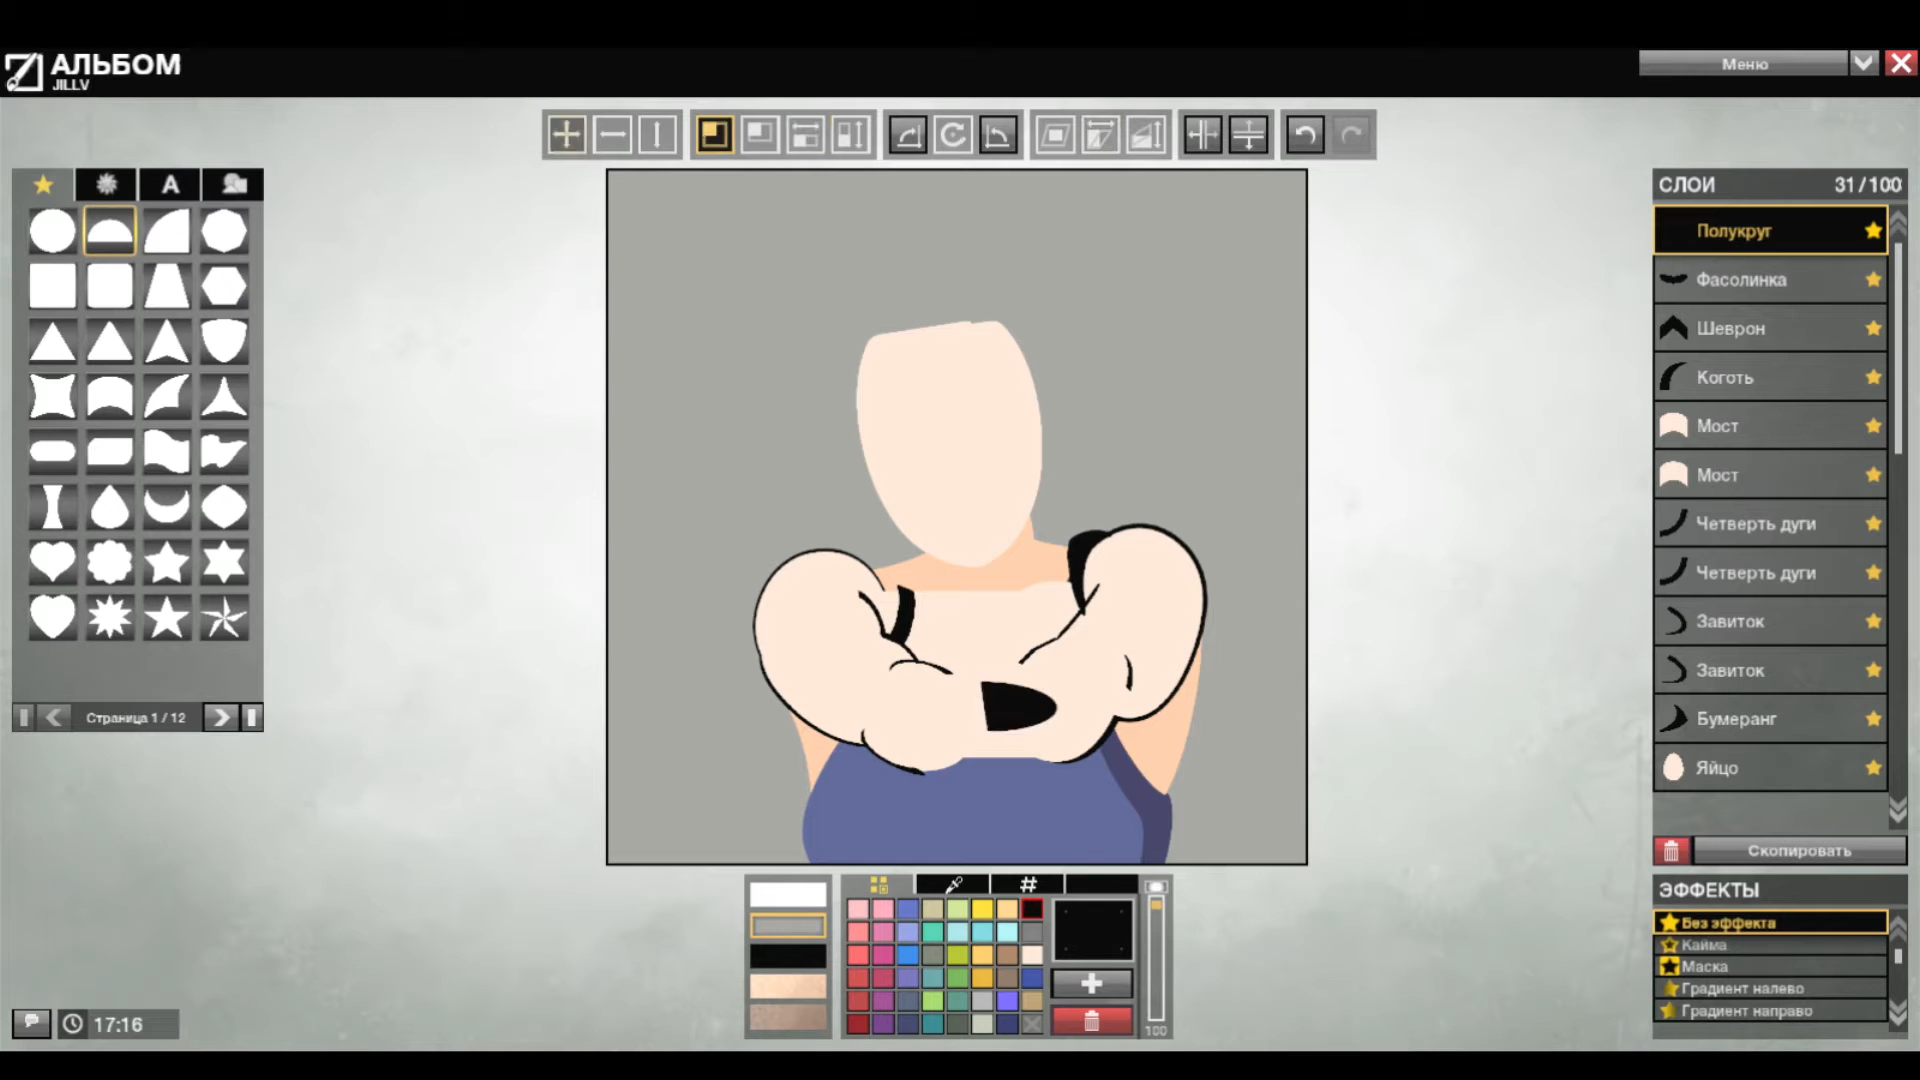 АЛЬБОМ
JILLV
Меню
A
СЛОИ 31/100
Полукруг
Фасолинка
Шеврон
Коготь
Мост
Мост
Четверть дуги
Четверть дуги
Завиток
Завиток
Бумеранг
Яйцо
Страница 1 / 12
Скопировать
#
ЭФФЕКТЫ
Без эффекта
Кайма
Маска
Градиент налево
Градиент направо
100
17:16